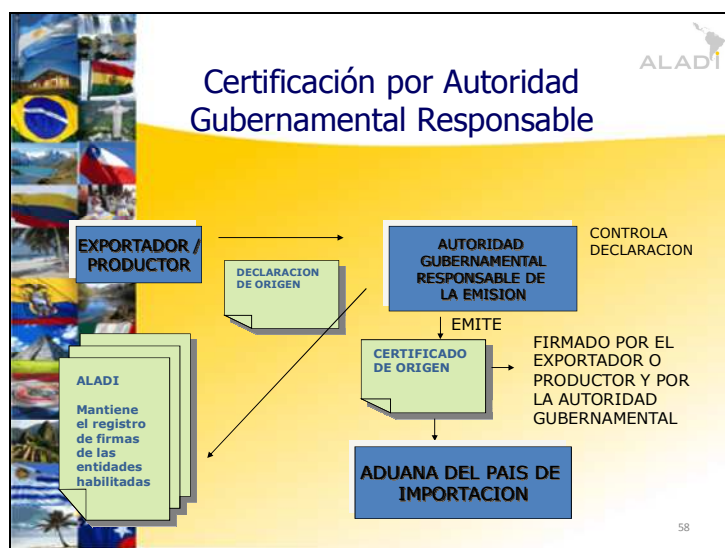 ALADI
Certificación por Autoridad
Gubernamental Responsable
EXPORTADOR /
PRODUCTOR
DECLARACION
DE ORIGEN
AUTORIDAD
GUBERNAMENTAL
RESPONSABLE DE
LA EMISION
CONTROLA
DECLARACION
EMITE
CERTIFICADO
DE ORIGEN
FIRMADO POR EL
EXPORTADOR O
PRODUCTOR Y POR
LA AUTORIDAD
GUBERNAMENTAL
ALADI
Mantiene
el registro
de firmas
de las
entidades
habilitadas
ADUANA DEL PAIS DE
IMPORTACION
58